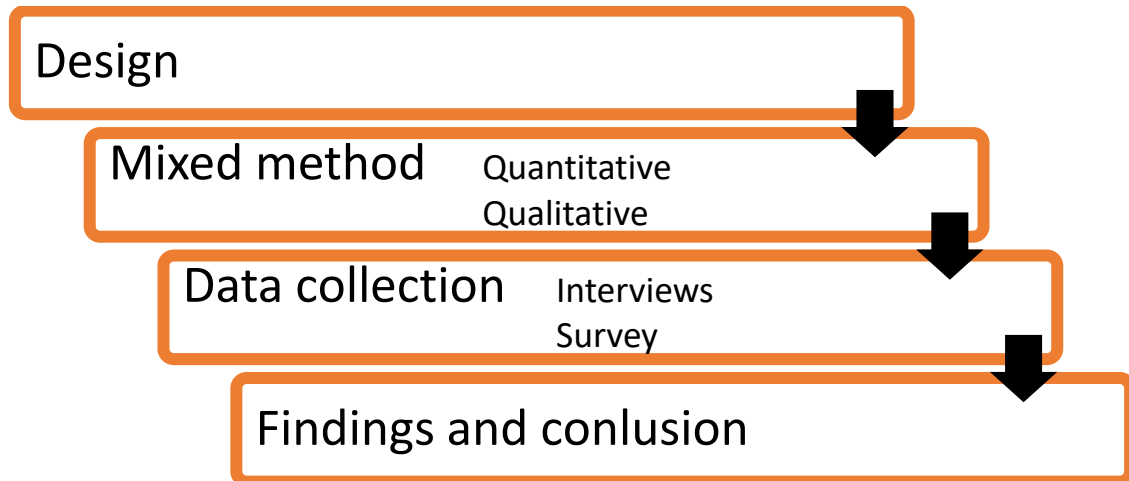 Design
Mixed method Quantitative
Qualitative
Data collection Interviews
Survey
Findings and conlusion